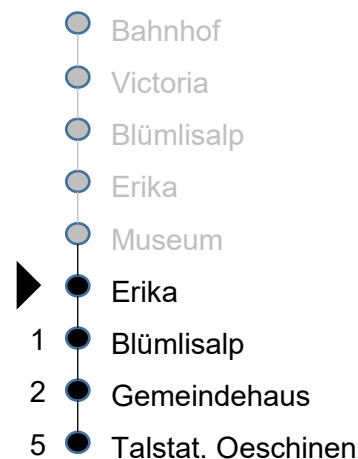 Bahnhof
Victoria
Blümlisalp
Erika
Museum
Erika
1 Blümlisalp
2 Gemeindehaus
5 Talstat. Oeschinen